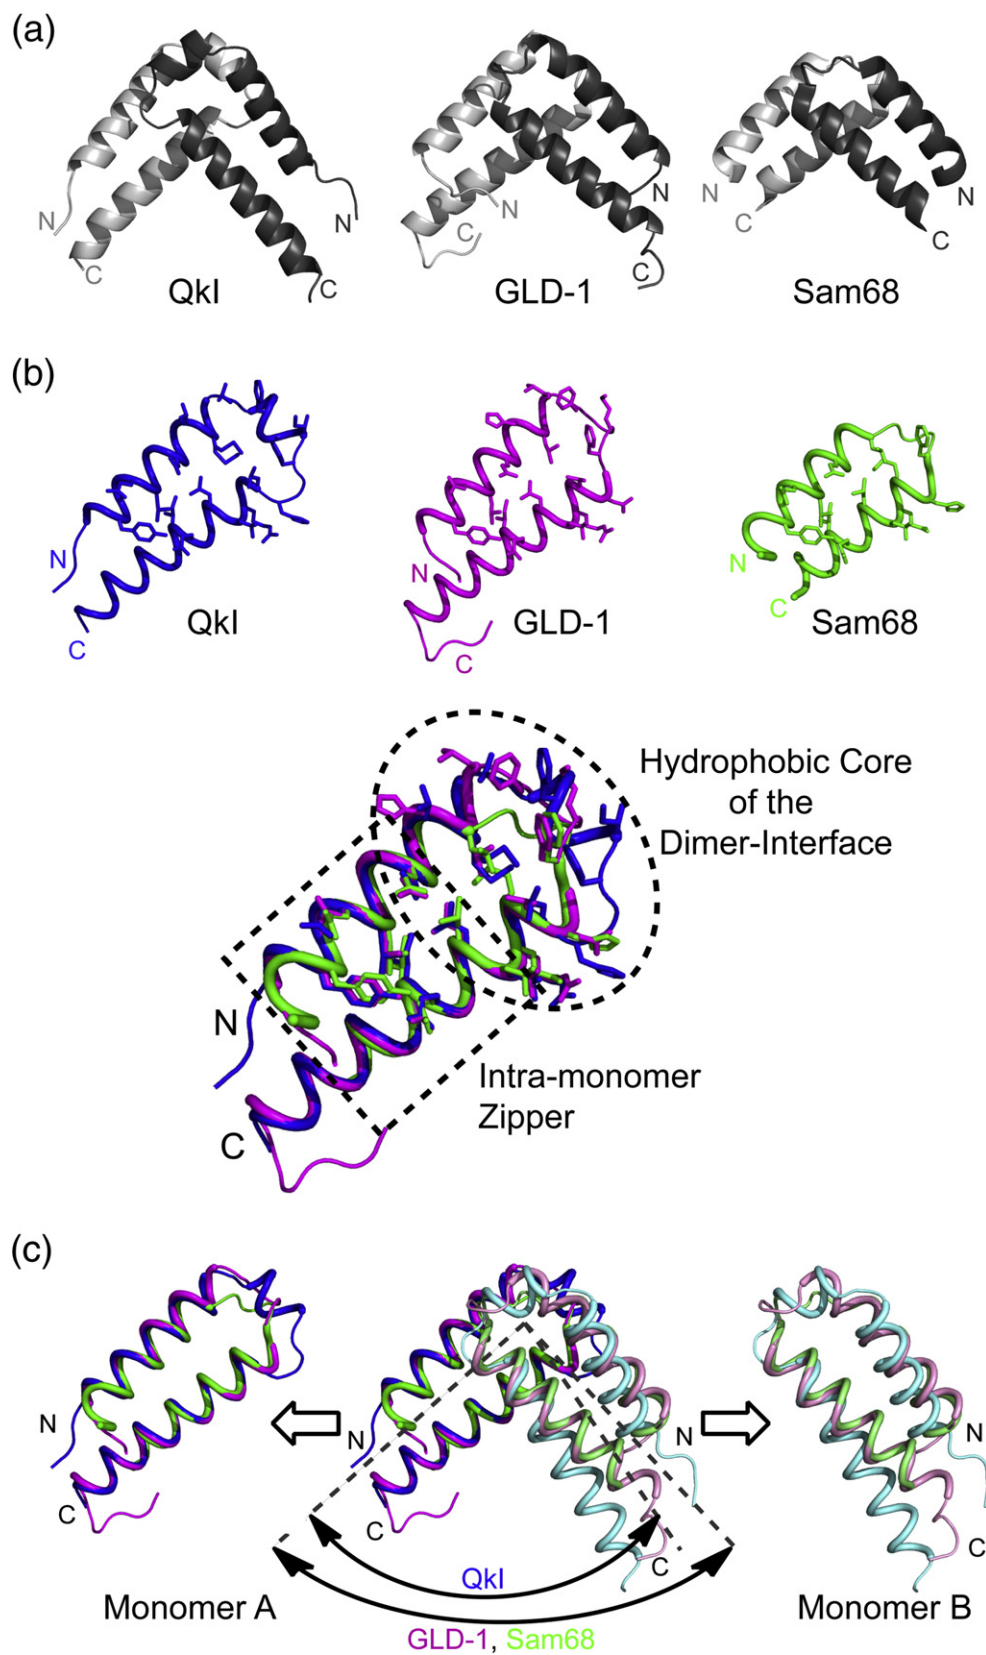 (a)
N
C
N
C
QkI
N
C
N
C
GLD-1
N
C
N
C
Sam68
(b)
N
C
QkI
N
C
GLD-1
N
C
Sam68
Hydrophobic Core
of the
Dimer-Interface
N
C
Intra-monomer
Zipper
(c)
N
C
N
C
N
C
C
QkI
Monomer A
Monomer B
GLD-1, Sam68